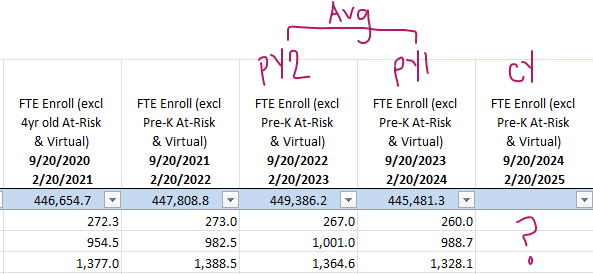 Avg
PY2 PY1 CY
FTE Enroll (excl FTE Enroll (excl FTE Enroll (excl FTE Enroll (excl FTE Enroll (excl
4yr old At-Risk Pre-K At-Risk Pre-K At-Risk Pre-K At-Risk Pre-K At-Risk
& Virtual) & Virtual) & Virtual) & Virtual) & Virtual)
9/20/2020 9/20/2021 9/20/2022 9/20/2023 9/20/2024
2/20/2021 2/20/2022 2/20/2023 2/20/2024 2/20/2025
446,654.7 447,808.8 449,386.2 445,481.3
272.3 273.0 267.0 260.0 ?
954.5 982.5 1,001.0 988.7
1,377.0 1,388.5 1,364.6 1,328.1